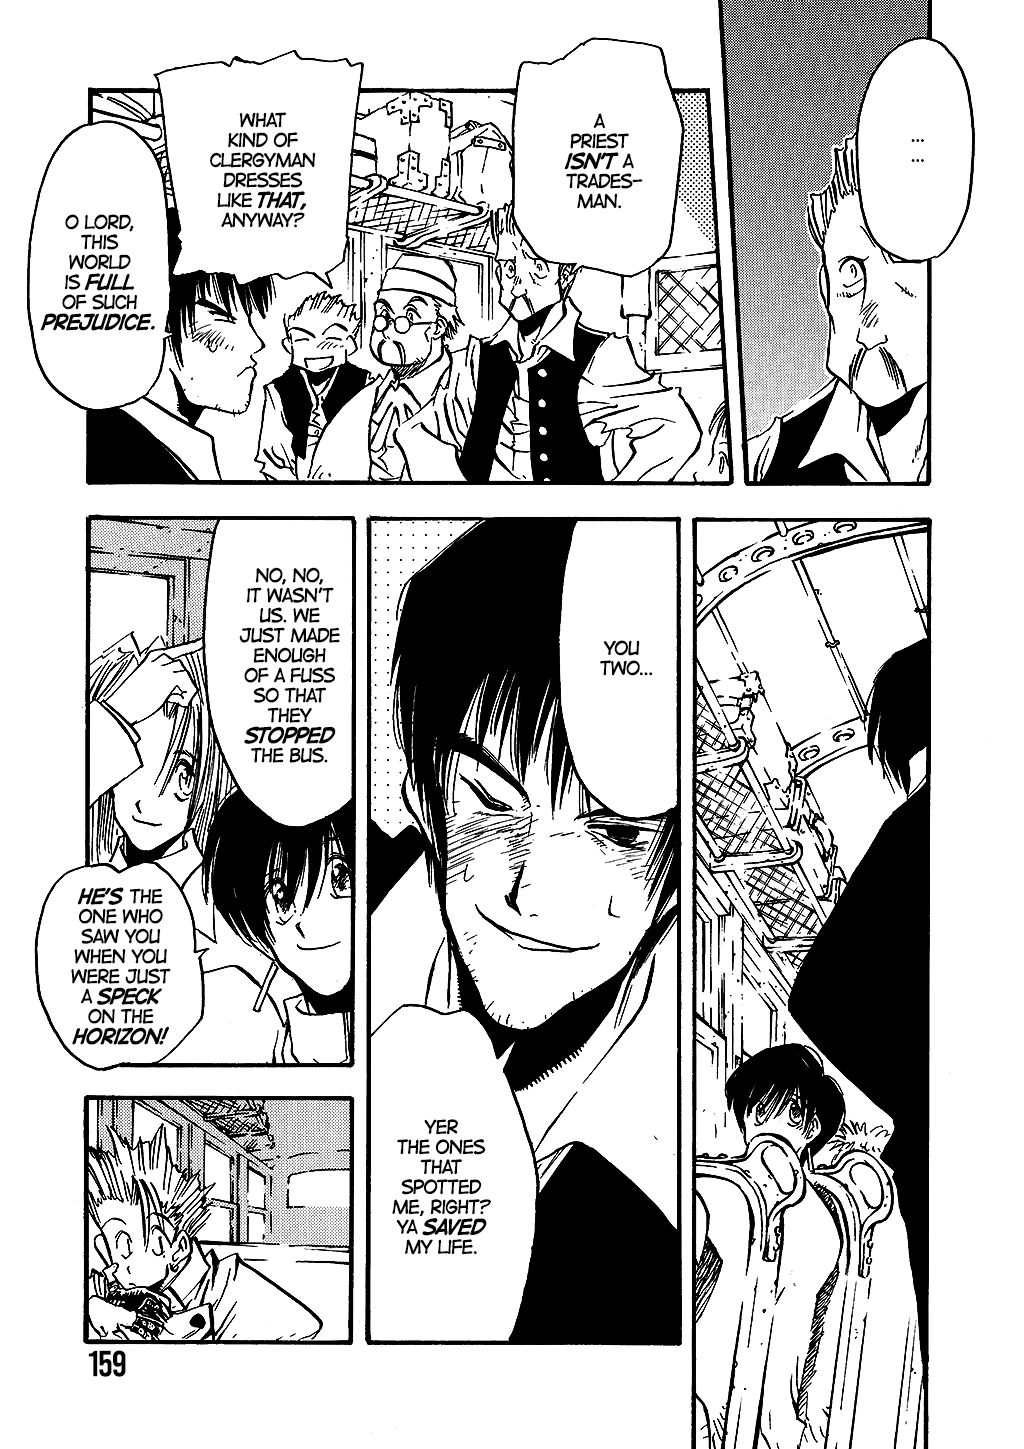 ...
...
A
PRIEST
ISN'T A
TRADES-
MAN.
WHAT
KIND OF
CLERGYMAN
DRESSES
LIKE THAT,
ANYWAY?
O LORD,
THIS
WORLD
IS FULL
OF SUCH
PREJUDICE.
YOU
TWO...
YER
THE ONES
THAT
SPOTTED
ME, RIGHT?
YA SAVED
MY LIFE.
NO, NO,
IT WASN'T
US. WE
JUST MADE
ENOUGH
OF A FUSS
SO THAT
THEY
STOPPED
THE BUS.
HE'S THE
ONE WHO
SAW YOU
WHEN YOU
WERE JUST
A SPECK
ON THE
HORIZON!
159